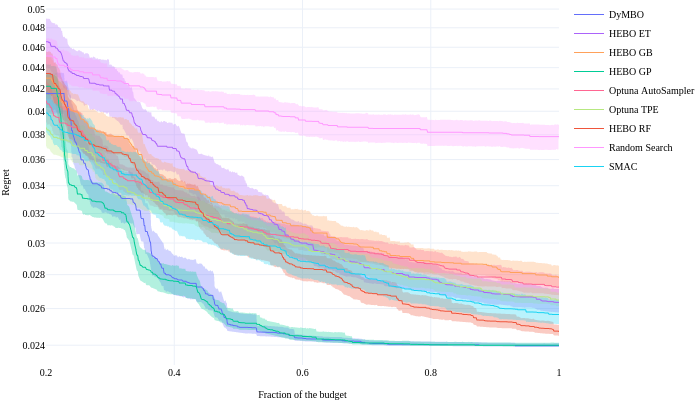 0.05
0.048
0.046
0.044
0.042
0.04
0.038
0.036
0.034
0.032
0.03
0.028
0.026
0.024
Regret
0.2
0.4
0.6
0.8
1
Fraction of the budget
DyMBO
HEBO ET
HEBO GB
HEBO GP
Optuna AutoSampler
Optuna TPE
HEBO RF
Random Search
SMAC